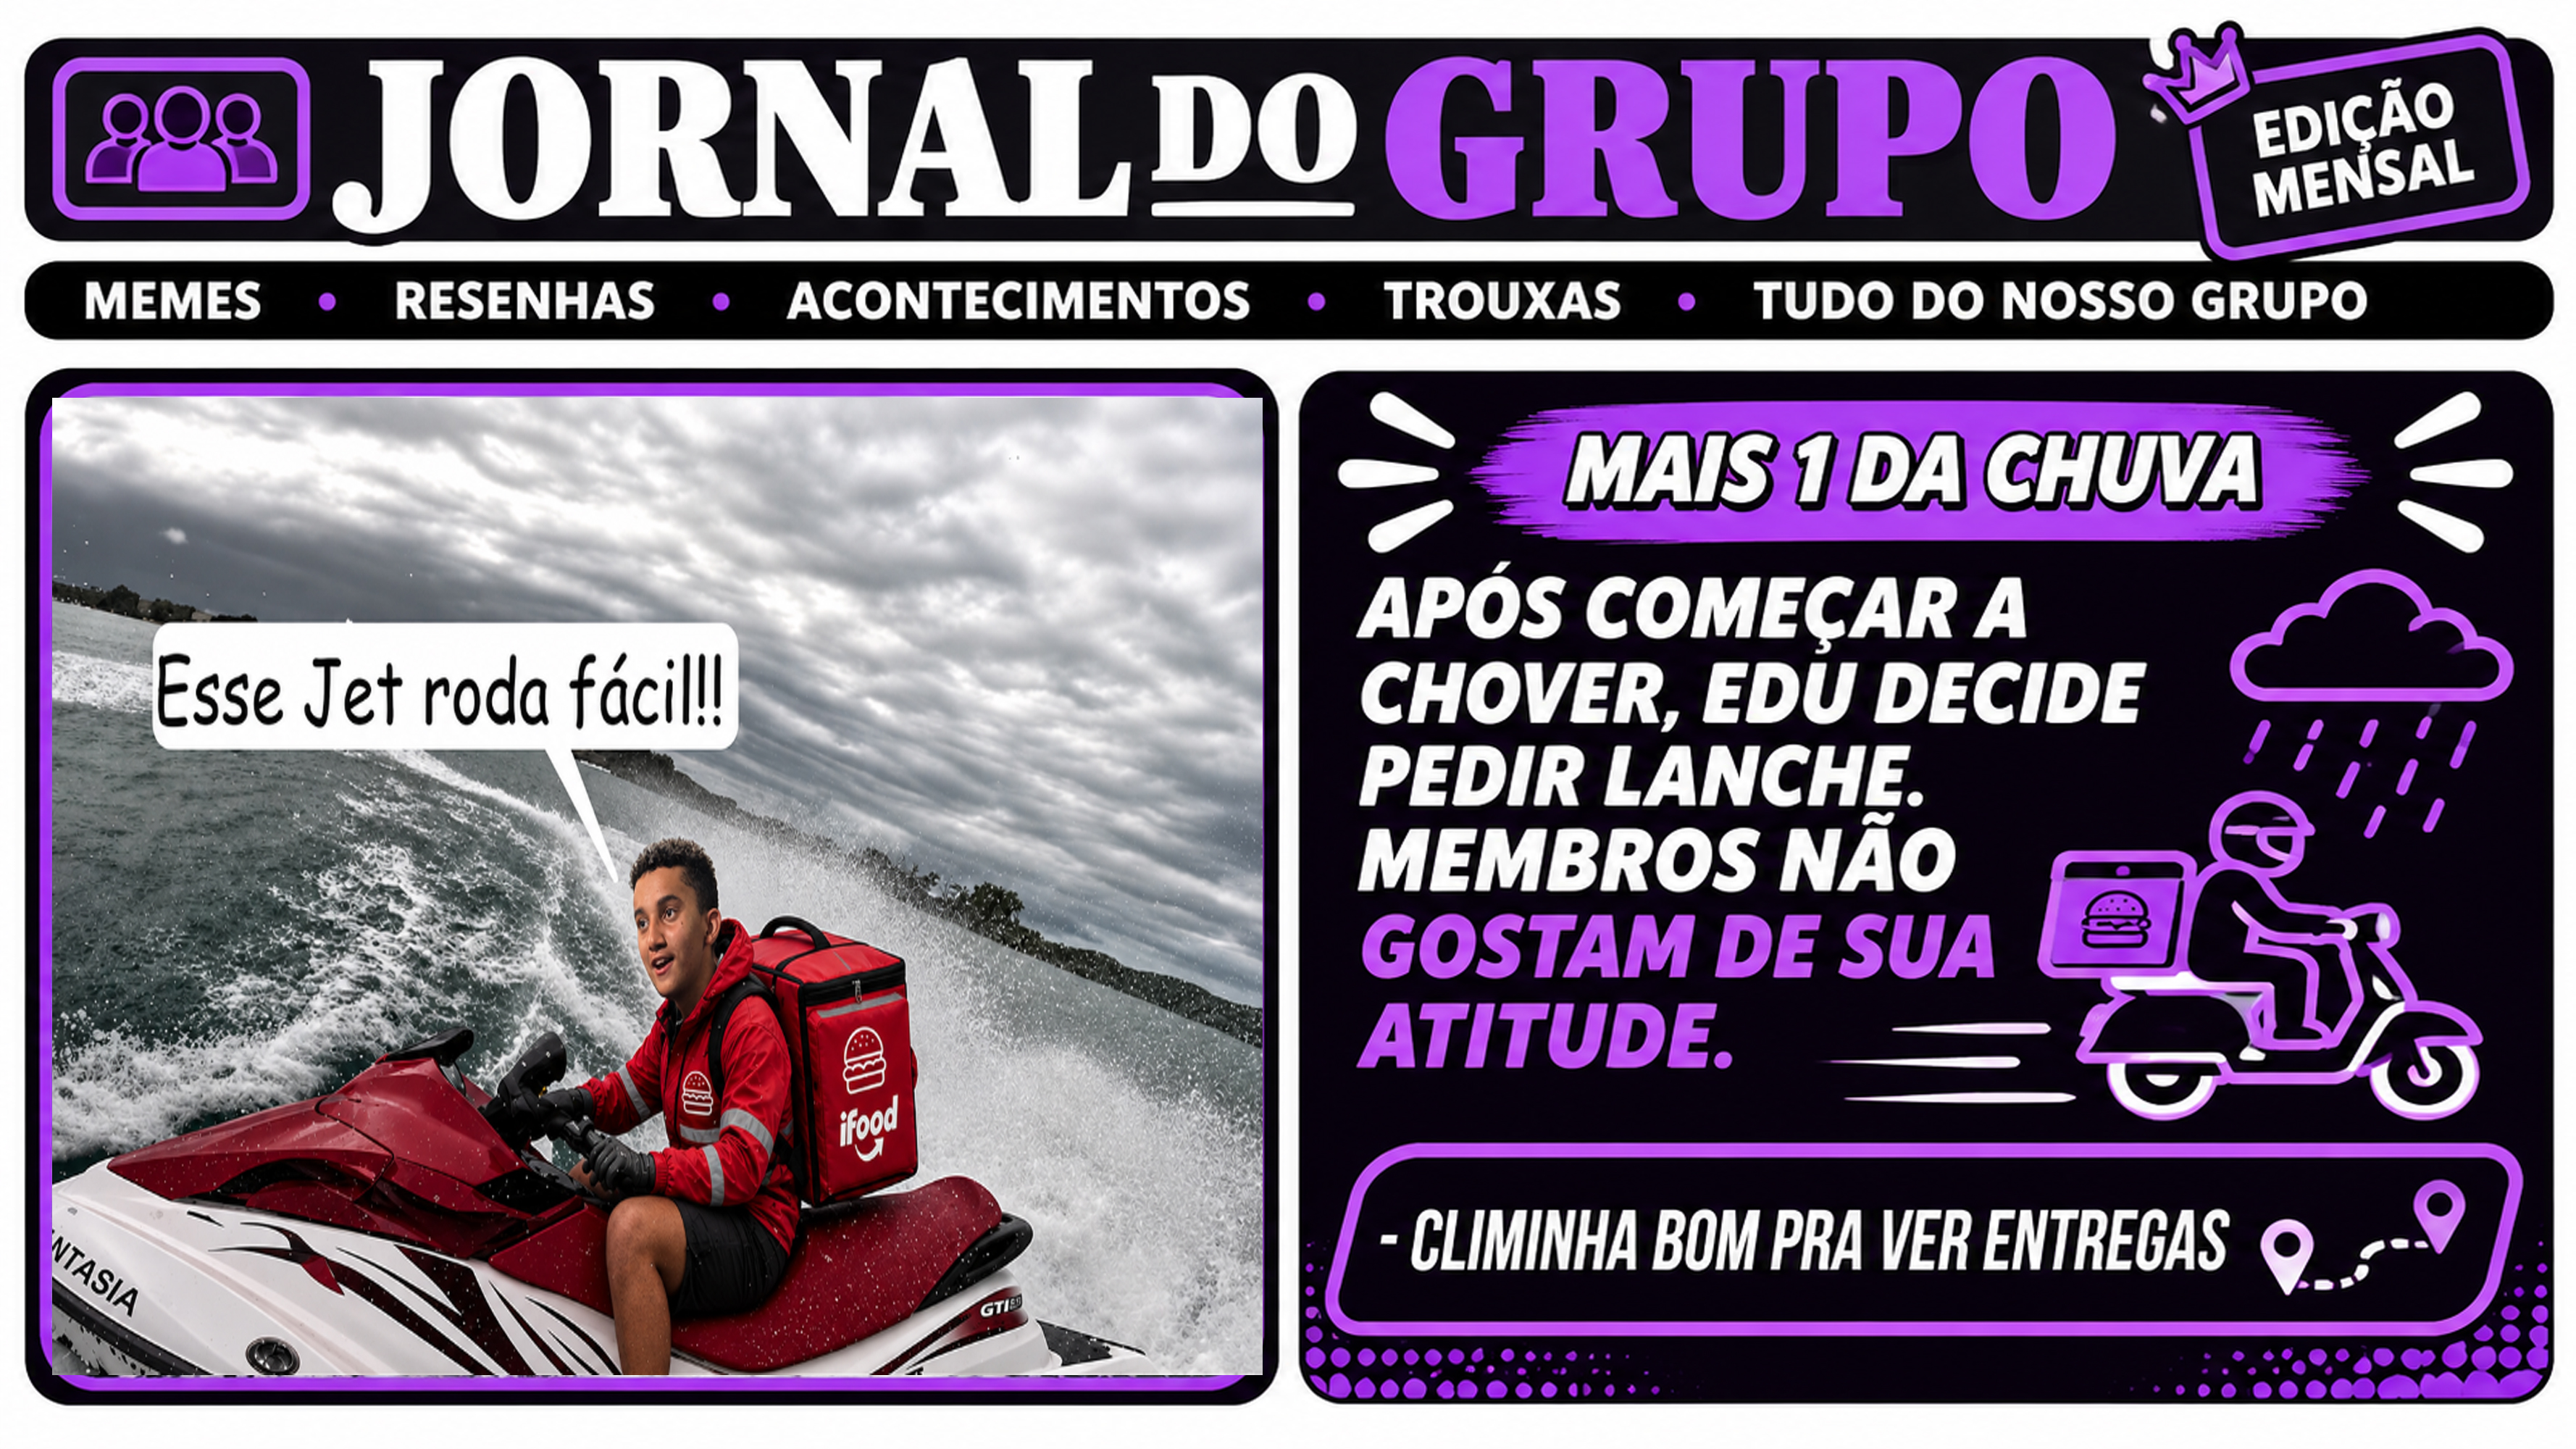 JORNAL DO GRUPO
EDIÇÃO
MENSAL
MEMES • RESENHAS • ACONTECIMENTOS • TROUXAS • TUDO DO NOSSO GRUPO
Esse Jet roda fácil!!!
iFood
NTASIA
GTI
MAIS 1 DA CHUVA
APÓS COMEÇAR A
CHOVER, EDU DECIDE
PEDIR LANCHE.
MEMBROS NÃO
GOSTAM DE SUA
ATITUDE.
- CLIMINHA BOM PRA VER ENTREGAS